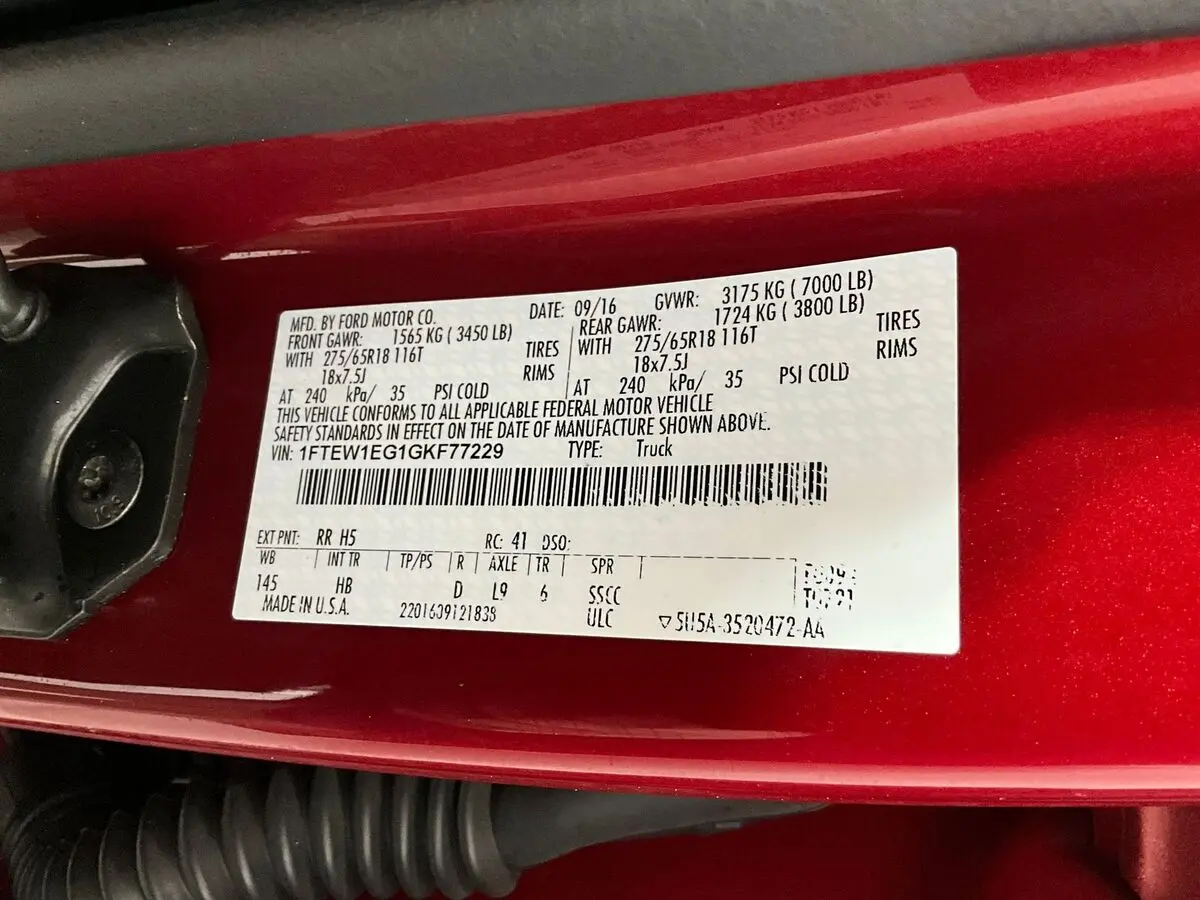 MFD. BY FORD MOTOR CO. DATE: 09/16 GVWR: 3175 KG ( 7000 LB)
FRONT GAWR: 1565 KG ( 3450 LB) REAR GAWR: 1724 KG ( 3800 LB)
WITH 275/65R18 116T TIRES WITH 275/65R18 116T TIRES
18x7.5J RIMS 18x7.5J RIMS
AT 240 kPa/ 35 PSI COLD AT 240 kPa/ 35 PSI COLD
THIS VEHICLE CONFORMS TO ALL APPLICABLE FEDERAL MOTOR VEHICLE
SAFETY STANDARDS IN EFFECT ON THE DATE OF MANUFACTURE SHOWN ABOVE.
VIN: 1FTEW1EG1GKF77229 TYPE: Truck
EXT PNT: RR H5 RC: 41 DSO:
WB INT TR TP/PS R AXLE TR SPR
145 HB D L9 6 SSCC
MADE IN U.S.A. 2201609121838 ULC ▽5U5A-3520472-AA